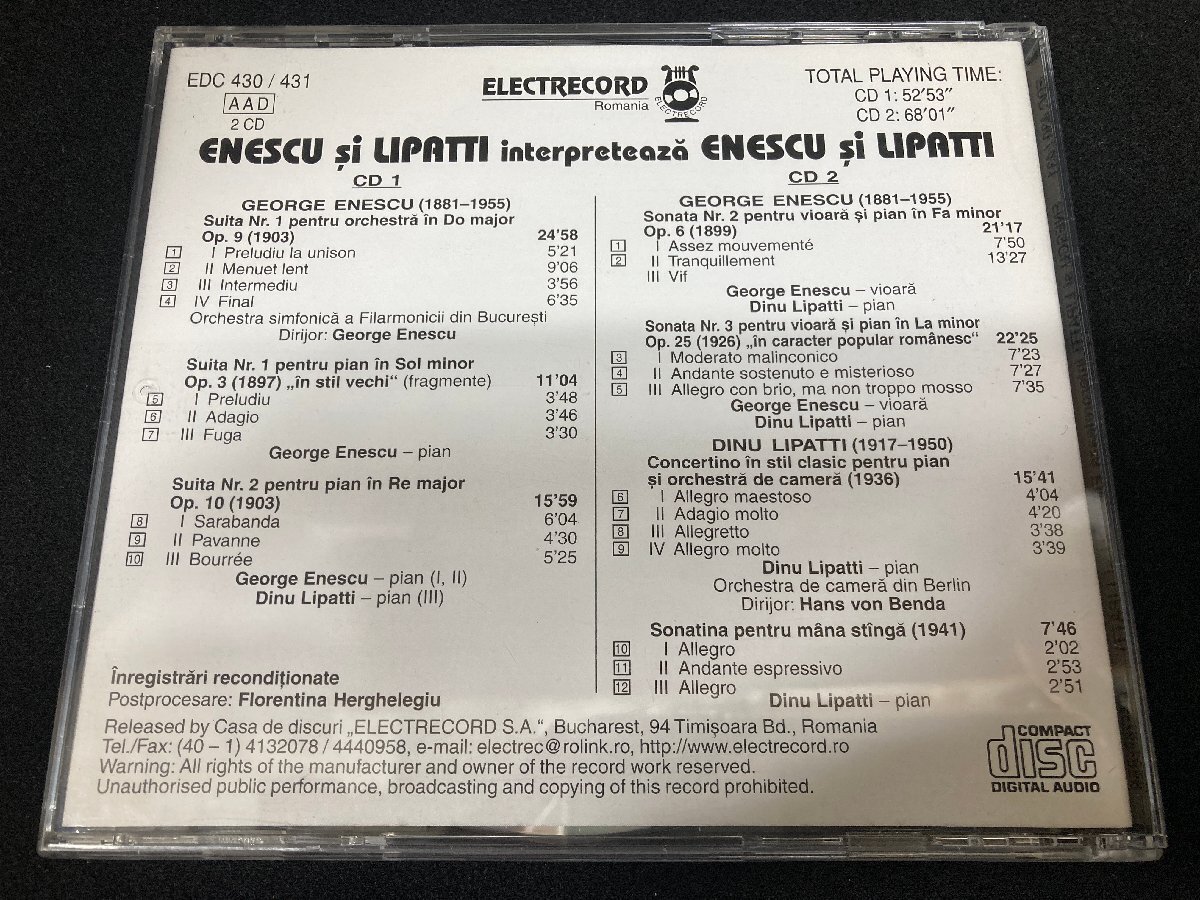 EDC 430 / 431
AAD
2 CD
ELECTRECORD
Romania
ELECTRECORD
TOTAL PLAYING TIME:
CD 1: 52'53"
CD 2: 68'01"
ENESCU și LIPATTI interpretează ENESCU și LIPATTI
CD 1
GEORGE ENESCU (1881–1955)
Suita Nr. 1 pentru orchestră în Do major
Op. 9 (1903) 24'58
1 I Preludiu la unison 5'21
2 II Menuet lent 9'06
3 III Intermediu 3'56
4 IV Final 6'35
Orchestra simfonică a Filarmonicii din București
Dirijor: George Enescu
Suita Nr. 1 pentru pian în Sol minor
Op. 3 (1897) „în stil vechi“ (fragmente) 11'04
5 I Preludiu 3'48
6 II Adagio 3'46
7 III Fuga 3'30
George Enescu – pian
Suita Nr. 2 pentru pian în Re major
Op. 10 (1903) 15'59
8 I Sarabanda 6'04
9 II Pavanne 4'30
10 III Bourrée 5'25
George Enescu – pian (I, II)
Dinu Lipatti – pian (III)
CD 2
GEORGE ENESCU (1881–1955)
Sonata Nr. 2 pentru vioară și pian în Fa minor
Op. 6 (1899) 21'17
1 I Assez mouvementé 7'50
2 II Tranquillement 13'27
III Vif
George Enescu – vioară
Dinu Lipatti – pian
Sonata Nr. 3 pentru vioară și pian în La minor
Op. 25 (1926) „în caracter popular românesc“ 22'25
3 I Moderato malinconico 7'23
4 II Andante sostenuto e misterioso 7'27
5 III Allegro con brio, ma non troppo mosso 7'35
George Enescu – vioară
Dinu Lipatti – pian
DINU LIPATTI (1917–1950)
Concertino în stil clasic pentru pian
și orchestră de cameră (1936) 15'41
6 I Allegro maestoso 4'04
7 II Adagio molto 4'20
8 III Allegretto 3'38
9 IV Allegro molto 3'39
Dinu Lipatti – pian
Orchestra de cameră din Berlin
Dirijor: Hans von Benda
Sonatina pentru mâna stîngă (1941) 7'46
10 I Allegro 2'02
11 II Andante espressivo 2'53
12 III Allegro 2'51
Dinu Lipatti – pian
Înregistrări recondiționate
Postprocesare: Florentina Herghelegiu
Released by Casa de discuri „ELECTRECORD S.A.“, Bucharest, 94 Timișoara Bd., Romania
Tel./Fax: (40 – 1) 4132078 / 4440958, e-mail: electrec@rolink.ro, http://www.electrecord.ro
Warning: All rights of the manufacturer and owner of the record work reserved.
Unauthorised public performance, broadcasting and copying of this record prohibited.
COMPACT
disc
DIGITAL AUDIO